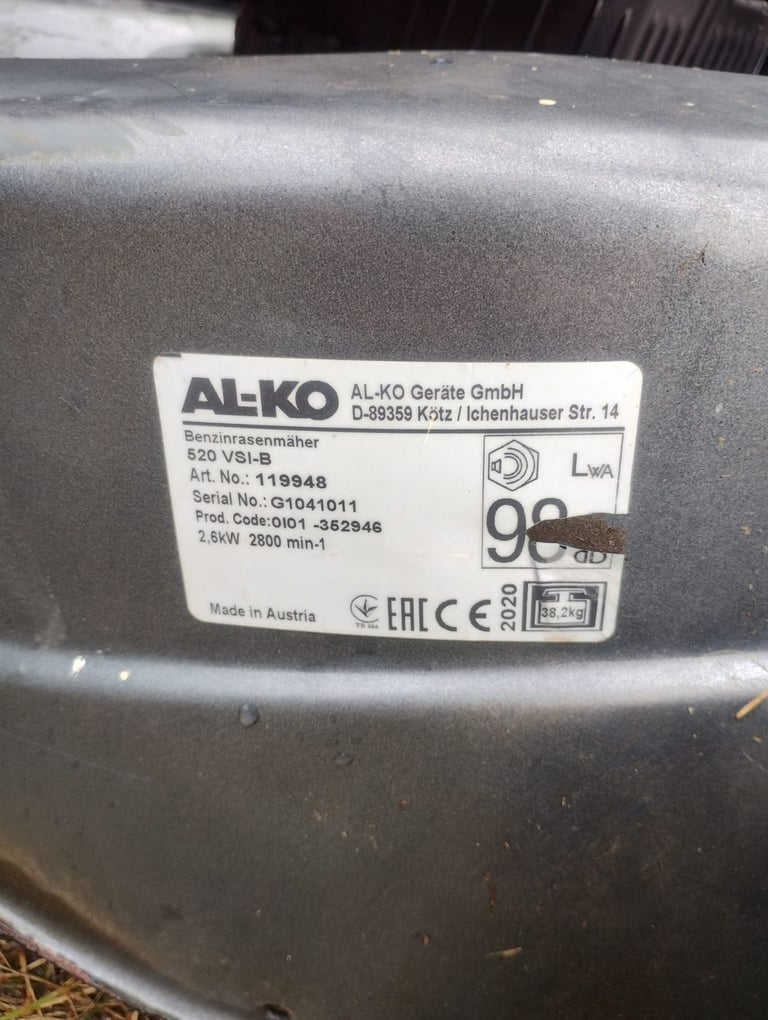 AL-KO
AL-KO Geräte GmbH
D-89359 Kötz / Ichenhauser Str. 14
Benzinrasenmäher
520 VSI-B
Art. No.: 119948
Serial No.: G1041011
Prod. Code:0I01 -352946
2,6kW 2800 min-1
LWA
98
dB
Made in Austria
EAC CE 2020
38,2kg